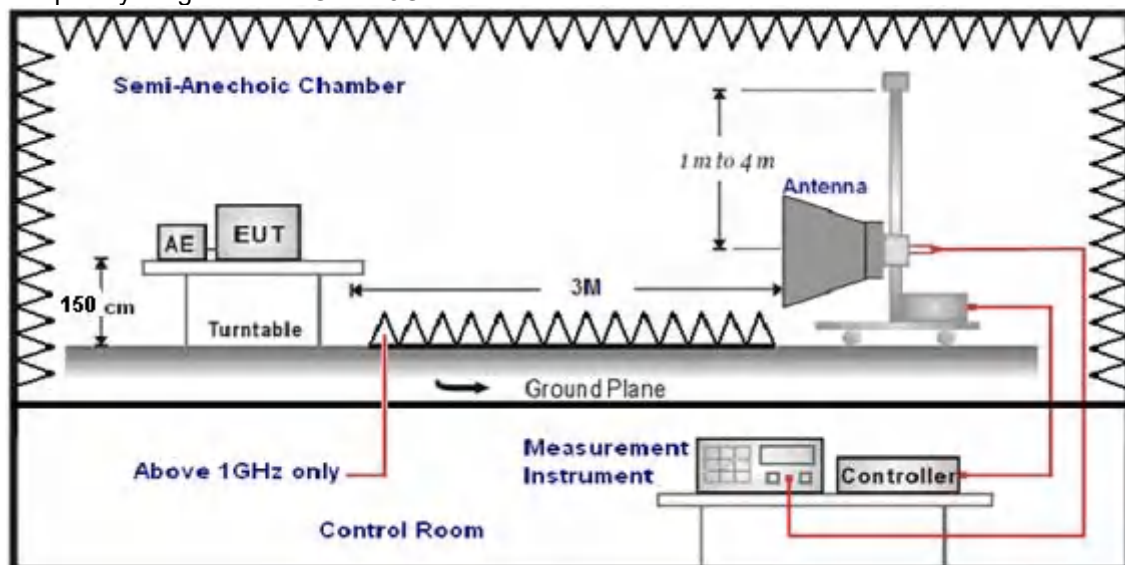 Semi-Anechoic Chamber
1 m to 4 m
Antenna
AE
EUT
150 cm
3M
Turntable
Ground Plane
Above 1GHz only
Measurement
Instrument
Controller
Control Room